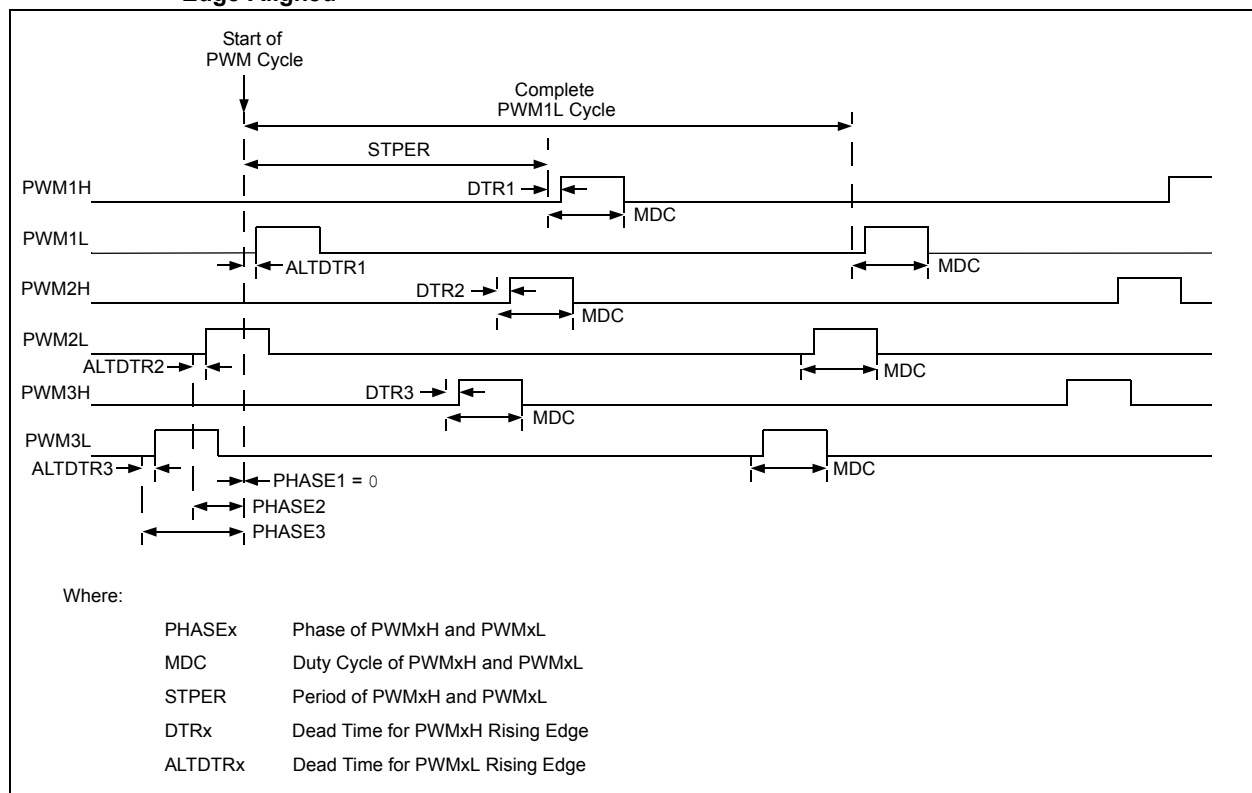 Edge Aligned
Start of
PWM Cycle
Complete
PWM1L Cycle
STPER
PWM1H
DTR1
MDC
PWM1L
ALTDTR1
MDC
PWM2H
DTR2
MDC
PWM2L
ALTDTR2
MDC
PWM3H
DTR3
MDC
PWM3L
ALTDTR3
MDC
PHASE1 = 0
PHASE2
PHASE3
Where:
PHASEx Phase of PWMxH and PWMxL
MDC Duty Cycle of PWMxH and PWMxL
STPER Period of PWMxH and PWMxL
DTRx Dead Time for PWMxH Rising Edge
ALTDTRx Dead Time for PWMxL Rising Edge